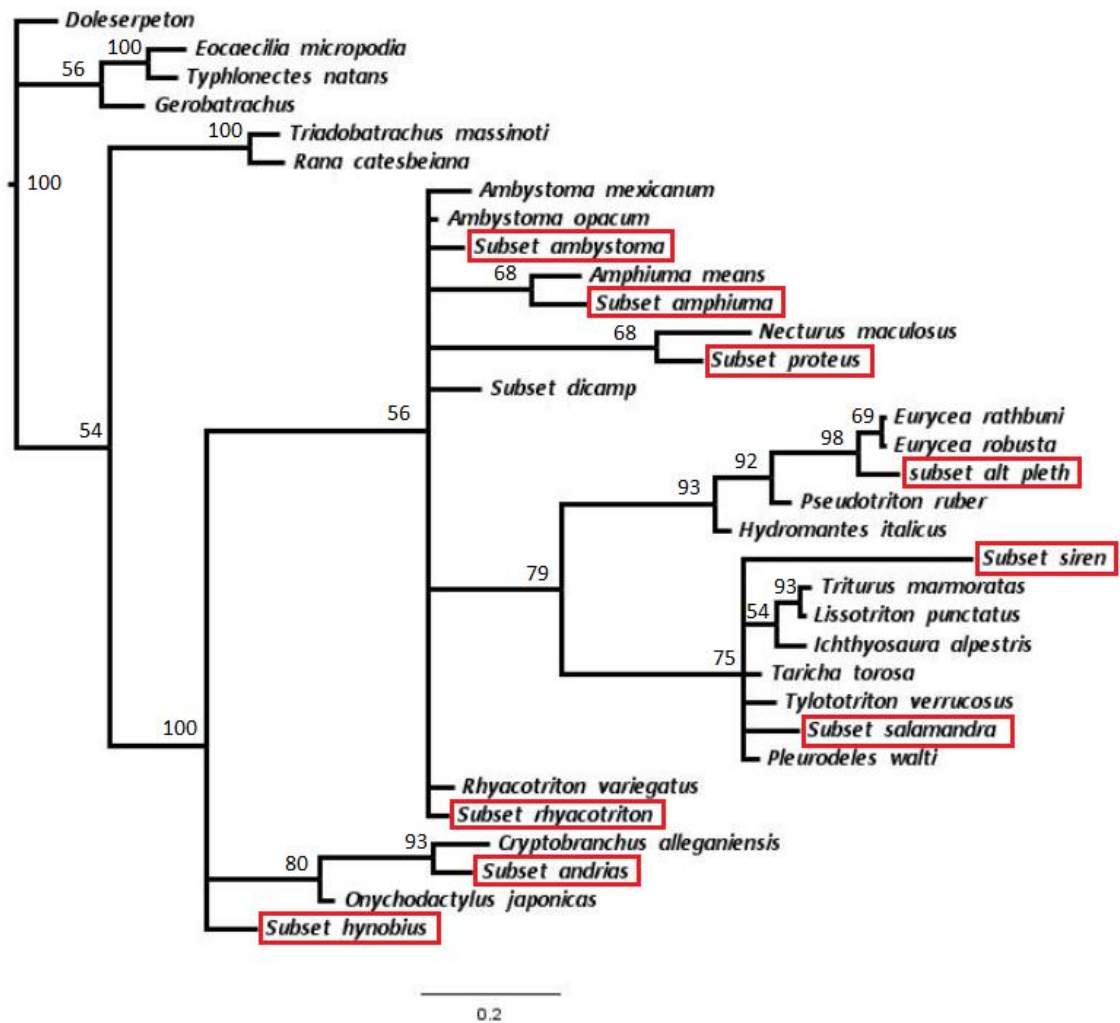 Doleserpeton
100 Eocaecilia micropodia
56
Typhlonectes natans
Gerobatrachus
100 Triadobatrachus massinoti
Rana catesbeiana
100
Ambystoma mexicanum
Ambystoma opacum
Subset ambystoma
68 Amphiuma means
Subset amphiuma
68 Necturus maculosus
Subset proteus
Subset dicamp
56
69 Eurycea rathbuni
54
98 Eurycea robusta
92 subset alt pleth
93 Pseudotriton ruber
Hydromantes italicus
Subset siren
79
93 Triturus marmoratas
54 Lissotriton punctatus
Ichthyosaura alpestris
75 Taricha torosa
Tylototriton verrucosus
100 Subset salamandra
Pleurodeles walti
Rhyacotriton variegatus
Subset rhyacotriton
93 Cryptobranchus alleganiensis
80 Subset andrias
Onychodactylus japonicas
Subset hynobius
0.2